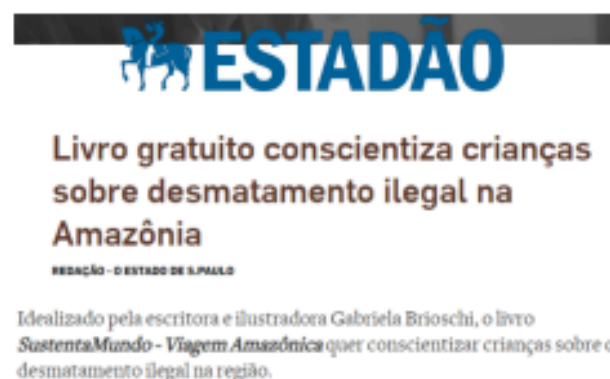 ESTADÃO
Livro gratuito conscientiza crianças
sobre desmatamento ilegal na
Amazônia
REDAÇÃO - O ESTADO DE S.PAULO
Idealizado pela escritora e ilustradora Gabriela Brioschi, o livro
SustentaMundo - Viagem Amazônica quer conscientizar crianças sobre o
desmatamento ilegal na região.